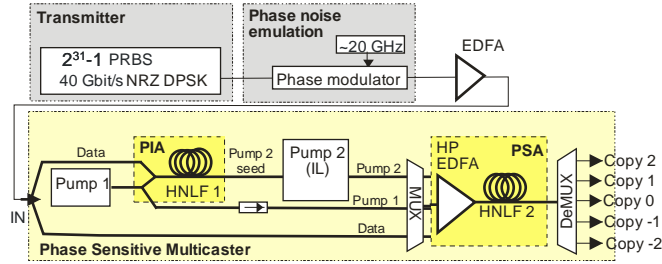 Transmitter
2³¹-1 PRBS
40 Gbit/s NRZ DPSK
Phase noise
emulation
~20 GHz
Phase modulator
EDFA
IN
Data
Pump 1
PIA
HNLF 1
Pump 2
seed
Pump 2
(IL)
Pump 2
Pump 1
Data
MUX
HP
EDFA
PSA
HNLF 2
DeMUX
Copy 2
Copy 1
Copy 0
Copy -1
Copy -2
Phase Sensitive Multicaster